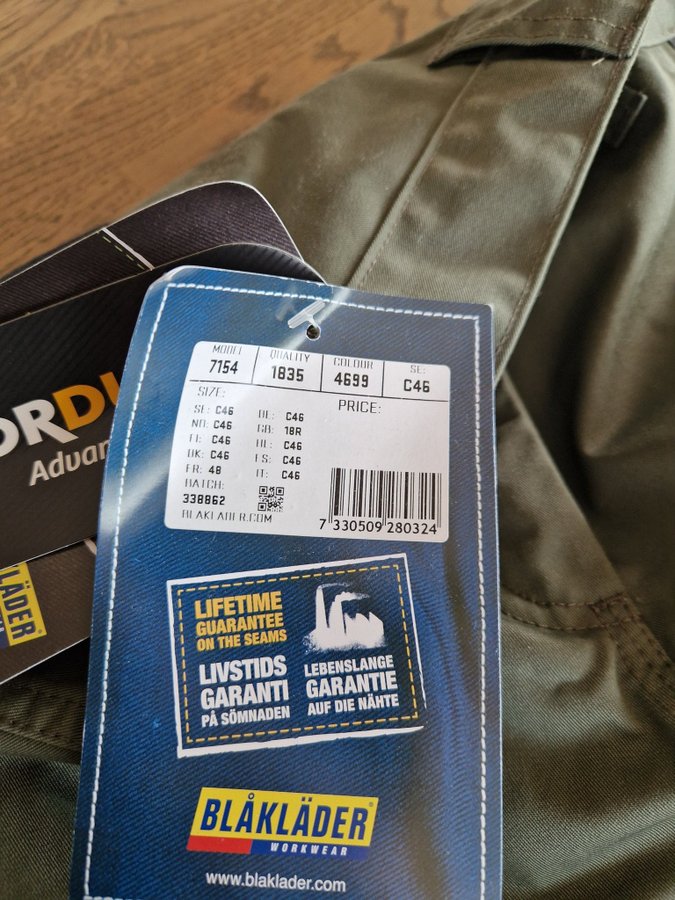 MODEL QUALITY COLOUR SE:
7154 1835 4699 C46
SIZE:
PRICE:
SE: C46 DE: C46
NO: C46 GB: 18R
FI: C46 NL: C46
DK: C46 ES: C46
FR: 48 IT: C46
BATCH:
338862
BLAKLADER.COM
7 330509 280324
LIFETIME
GUARANTEE
ON THE SEAMS
LIVSTIDS
GARANTI
PÅ SÖMNADEN
LEBENSLANGE
GARANTIE
AUF DIE NÄHTE
BLÅKLÄDER®
WORKWEAR
www.blaklader.com
ORDU
Advan
BLÅKLÄDER